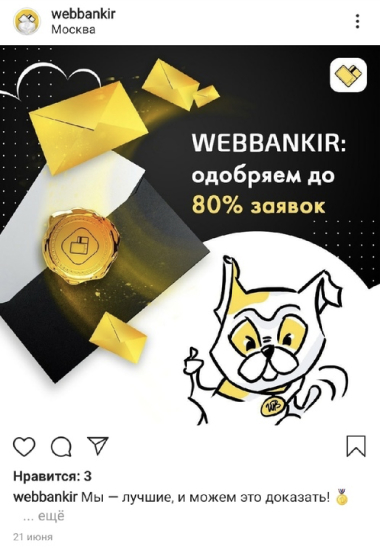 webbankir
Москва
WEBBANKIR:
одобряем до
80% заявок
WB
Нравится: 3
webbankir Мы — лучшие, и можем это доказать! 🏅
... ещё
21 июня